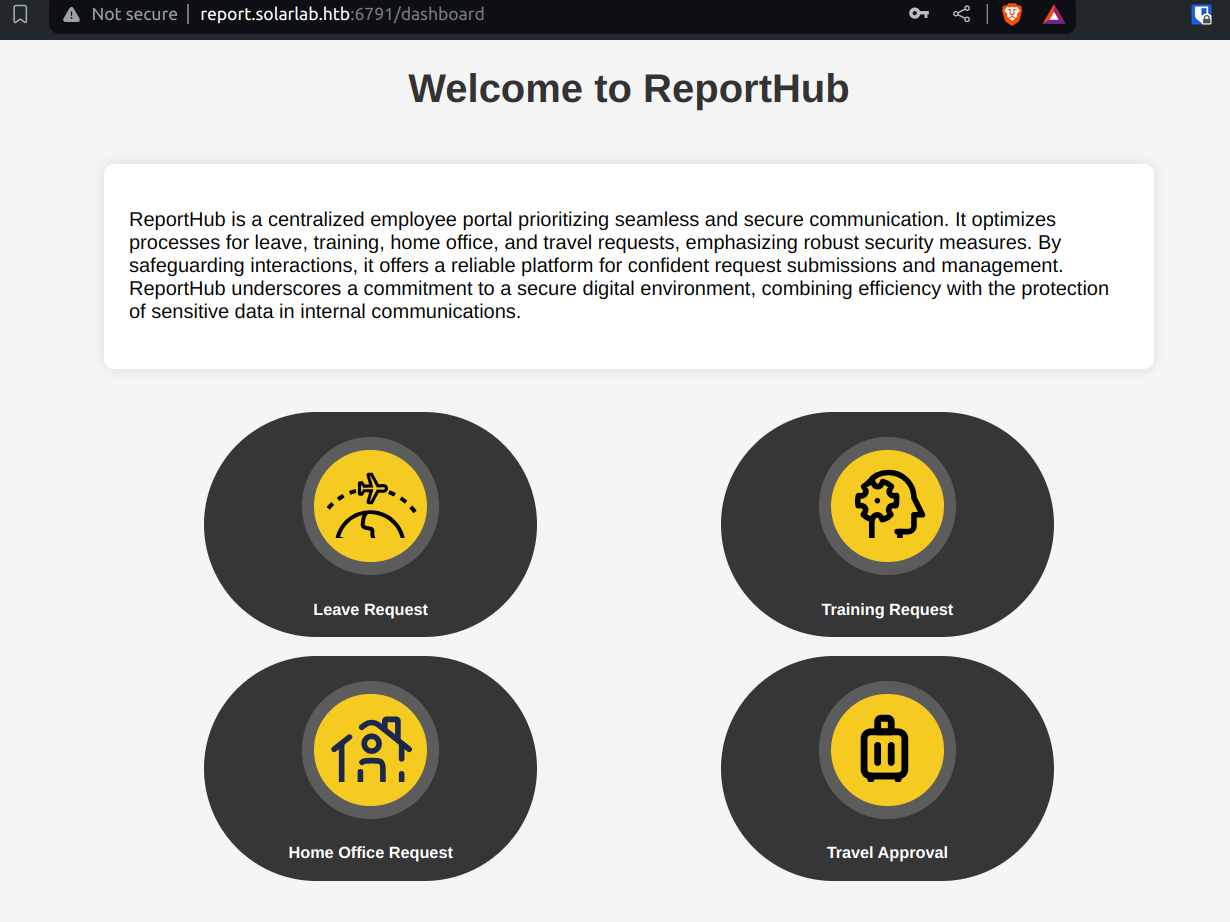 Not secure report.solarlab.htb:6791/dashboard
Welcome to ReportHub
ReportHub is a centralized employee portal prioritizing seamless and secure communication. It optimizes
processes for leave, training, home office, and travel requests, emphasizing robust security measures. By
safeguarding interactions, it offers a reliable platform for confident request submissions and management.
ReportHub underscores a commitment to a secure digital environment, combining efficiency with the protection
of sensitive data in internal communications.
Leave Request
Training Request
Home Office Request
Travel Approval